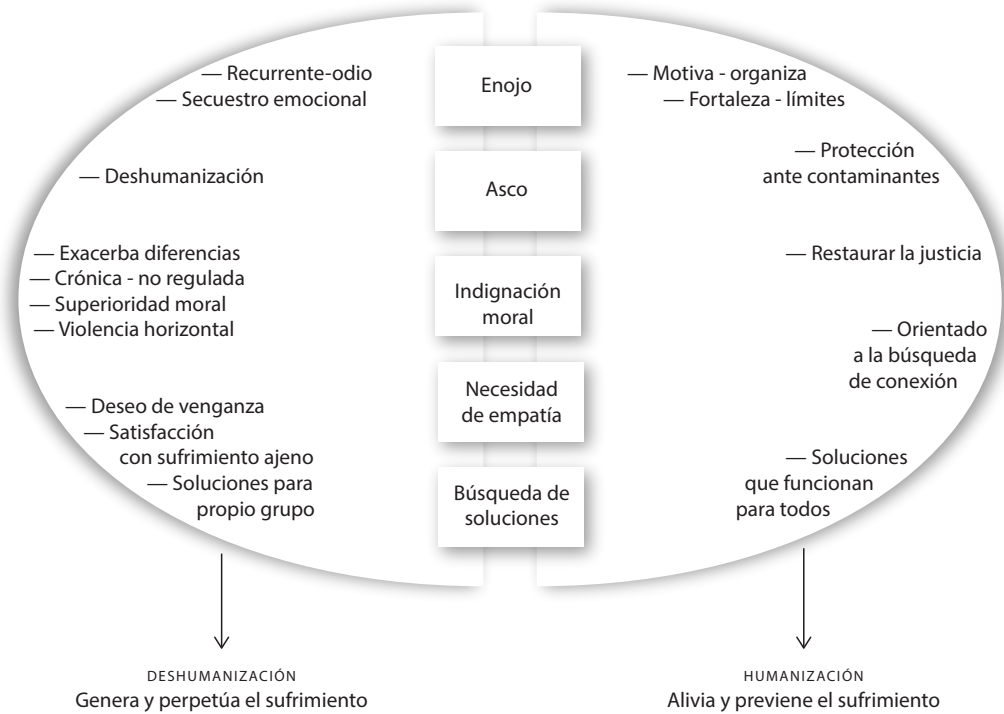 — Recurrente-odio
— Secuestro emocional
— Deshumanización
— Exacerba diferencias
— Crónica - no regulada
— Superioridad moral
— Violencia horizontal
— Deseo de venganza
— Satisfacción
con sufrimiento ajeno
— Soluciones para
propio grupo
Enojo
Asco
Indignación
moral
Necesidad
de empatía
Búsqueda de
soluciones
— Motiva - organiza
— Fortaleza - límites
— Protección
ante contaminantes
— Restaurar la justicia
— Orientado
a la búsqueda
de conexión
— Soluciones
que funcionan
para todos
DESHUMANIZACIÓN
Genera y perpetúa el sufrimiento
HUMANIZACIÓN
Alivia y previene el sufrimiento